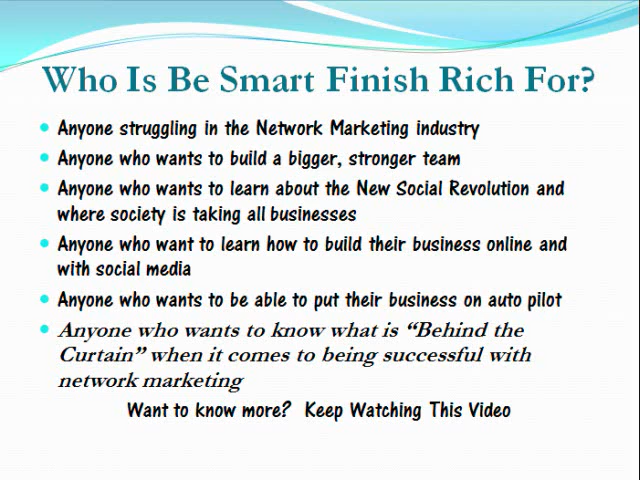 Who Is Be Smart Finish Rich For?
Anyone struggling in the Network Marketing industry
Anyone who wants to build a bigger, stronger team
Anyone who wants to learn about the New Social Revolution and
where society is taking all businesses
Anyone who want to learn how to build their business online and
with social media
Anyone who wants to be able to put their business on auto pilot
Anyone who wants to know what is “Behind the
Curtain” when it comes to being successful with
network marketing
Want to know more? Keep Watching This Video